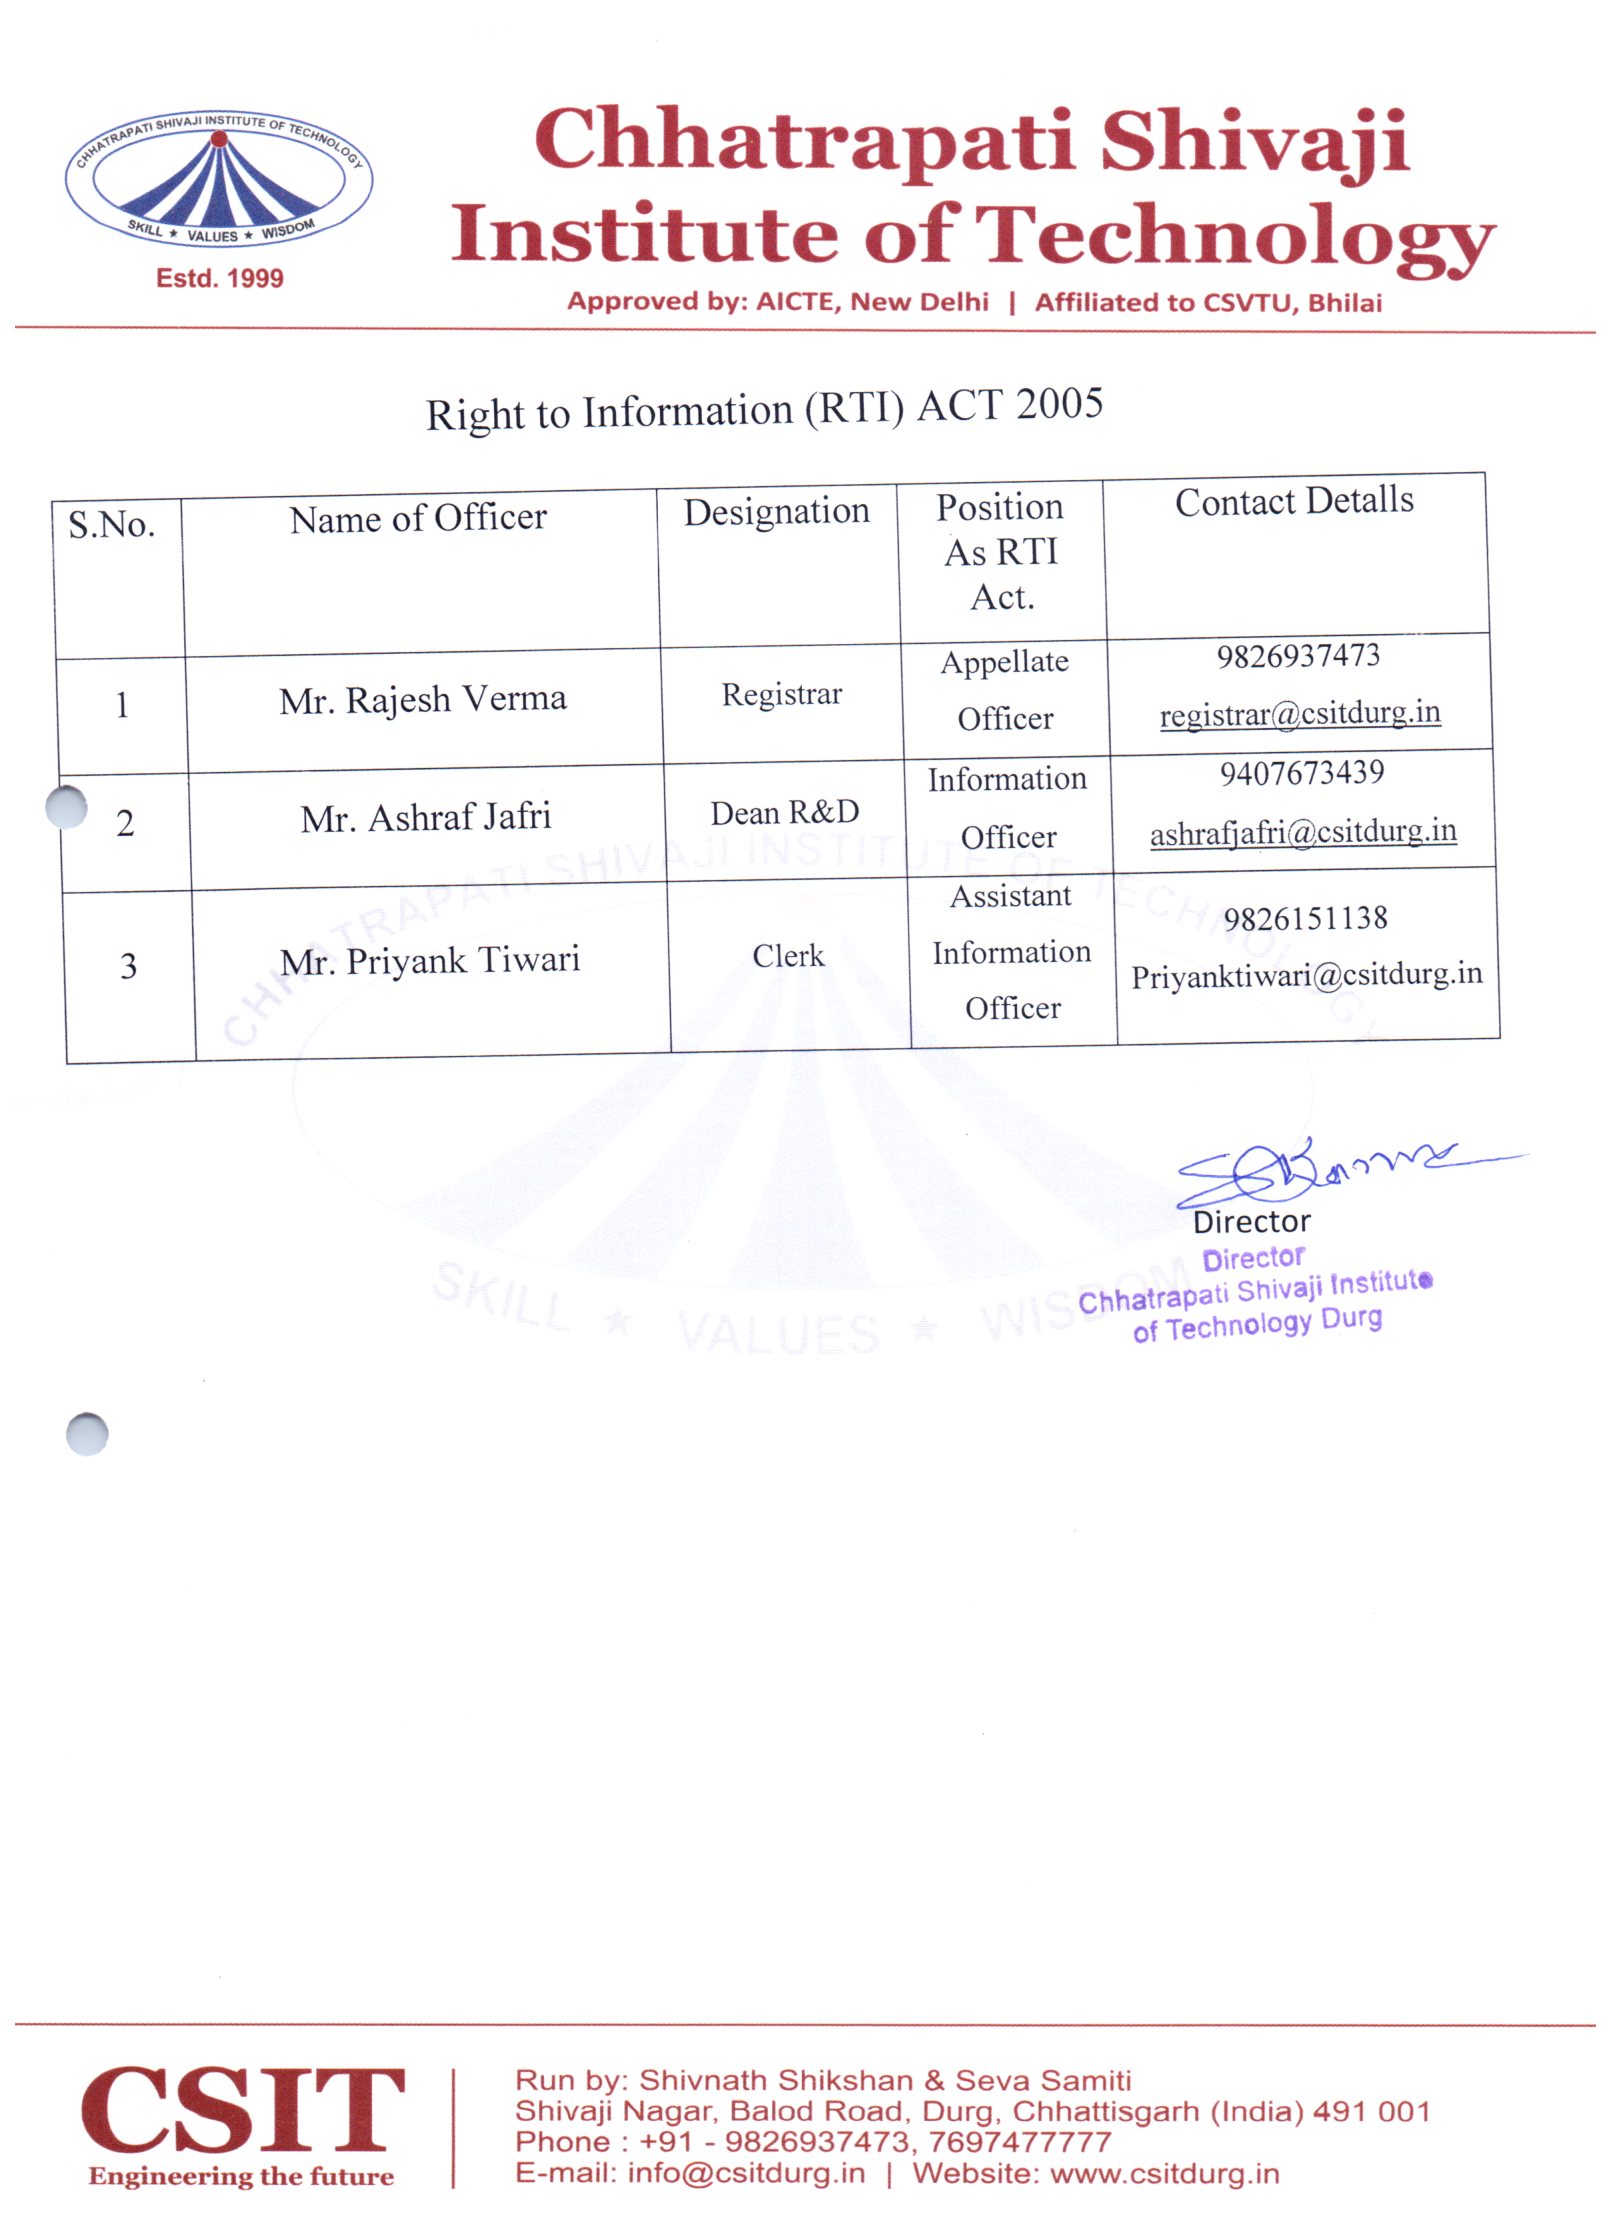 CHHATRAPATI SHIVAJI INSTITUTE OF TECHNOLOGY
SKILL ★ VALUES ★ WISDOM
Estd. 1999
Chhatrapati Shivaji
Institute of Technology
Approved by: AICTE, New Delhi | Affiliated to CSVTU, Bhilai
Right to Information (RTI) ACT 2005
S.No.
Name of Officer
Designation
Position
As RTI
Act.
Contact Detalls
1
Mr. Rajesh Verma
Registrar
Appellate
Officer
9826937473
registrar@csitdurg.in
2
Mr. Ashraf Jafri
Dean R&D
Information
Officer
9407673439
ashrafjafri@csitdurg.in
3
Mr. Priyank Tiwari
Clerk
Assistant
Information
Officer
9826151138
Priyanktiwari@csitdurg.in
CHHATRAPATI SHIVAJI INSTITUTE OF TECHNOLOGY
SKILL ★ VALUES ★ WISDOM
Director
Director
Chhatrapati Shivaji Institute
of Technology Durg
CSIT
Engineering the future
Run by: Shivnath Shikshan & Seva Samiti
Shivaji Nagar, Balod Road, Durg, Chhattisgarh (India) 491 001
Phone : +91 - 9826937473, 7697477777
E-mail: info@csitdurg.in | Website: www.csitdurg.in